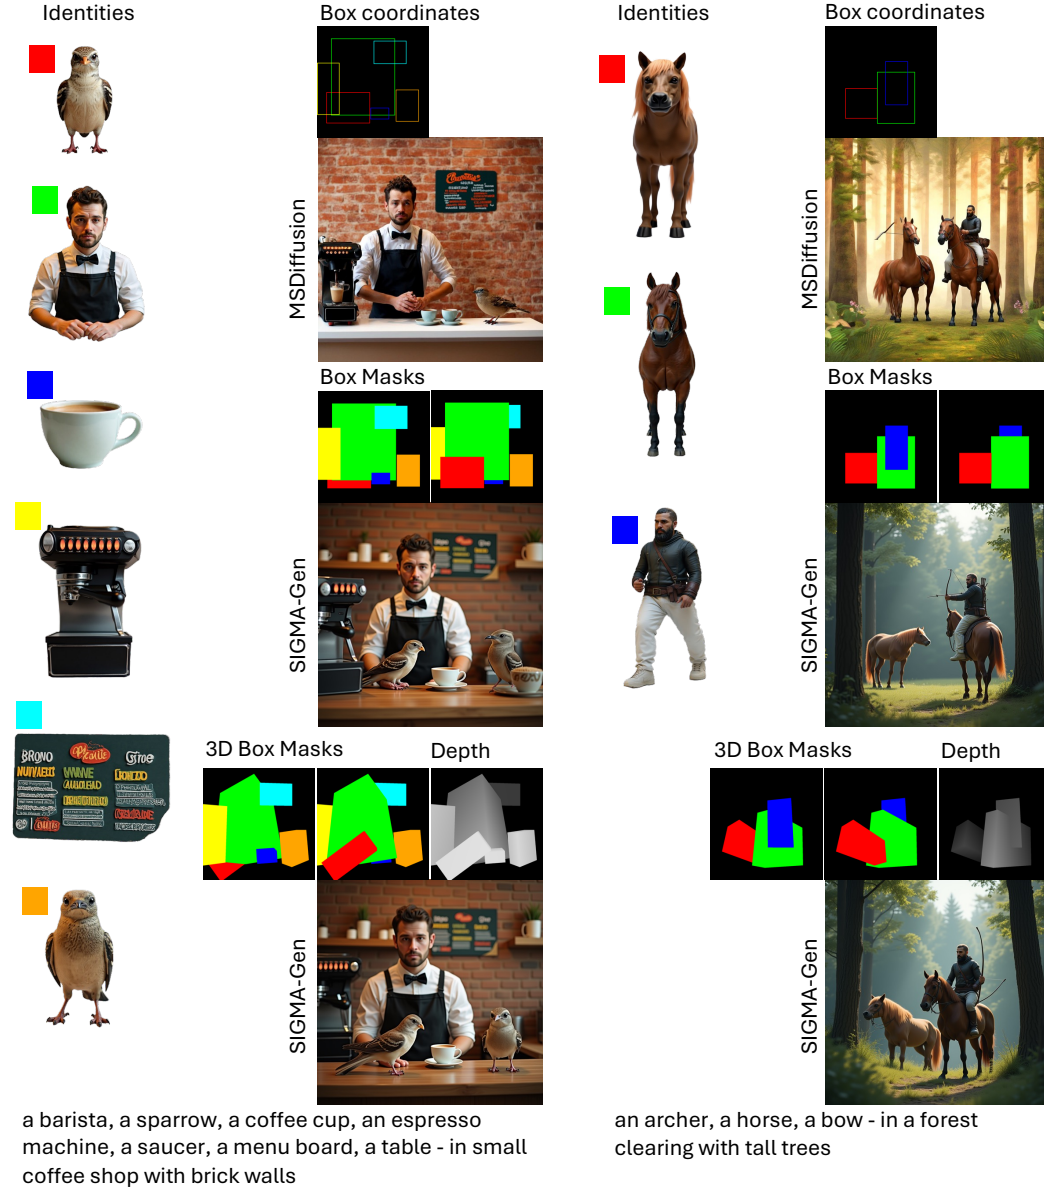 Identities
Box coordinates
MSDiffusion
Box Masks
SIGMA-Gen
3D Box Masks
Depth
SIGMA-Gen
BRONO
a barista, a sparrow, a coffee cup, an espresso
machine, a saucer, a menu board, a table - in small
coffee shop with brick walls
Identities
Box coordinates
MSDiffusion
Box Masks
SIGMA-Gen
3D Box Masks
Depth
SIGMA-Gen
an archer, a horse, a bow - in a forest
clearing with tall trees